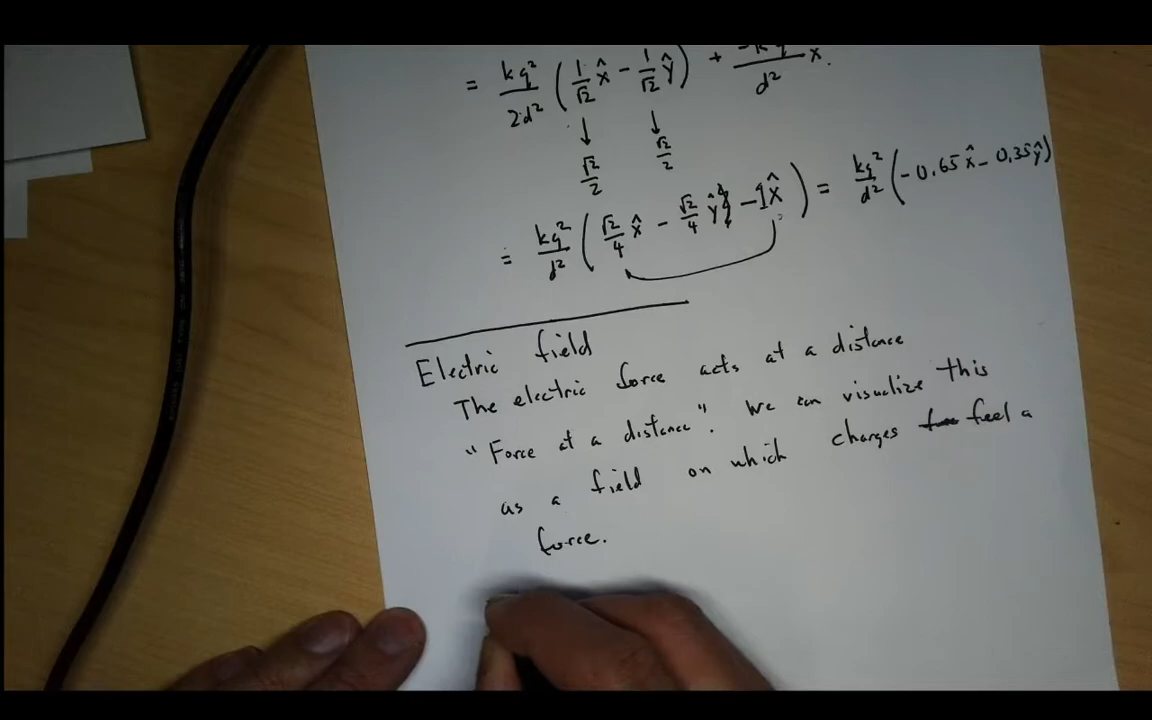 = kq²/2d² (1/√2 x̂ − 1/√2 ŷ) + −kq²/d² x̂.
↓ ↓
√2/2 √2/2
= kq²/d² (√2/4 x̂ − √2/4 ŷ − 1x̂) = kq²/d² (−0.65 x̂ − 0.35 ŷ)
Electric field
The electric force acts at a distance
"Force at a distance". We can visualize this
as a field on which charges feel a
force.